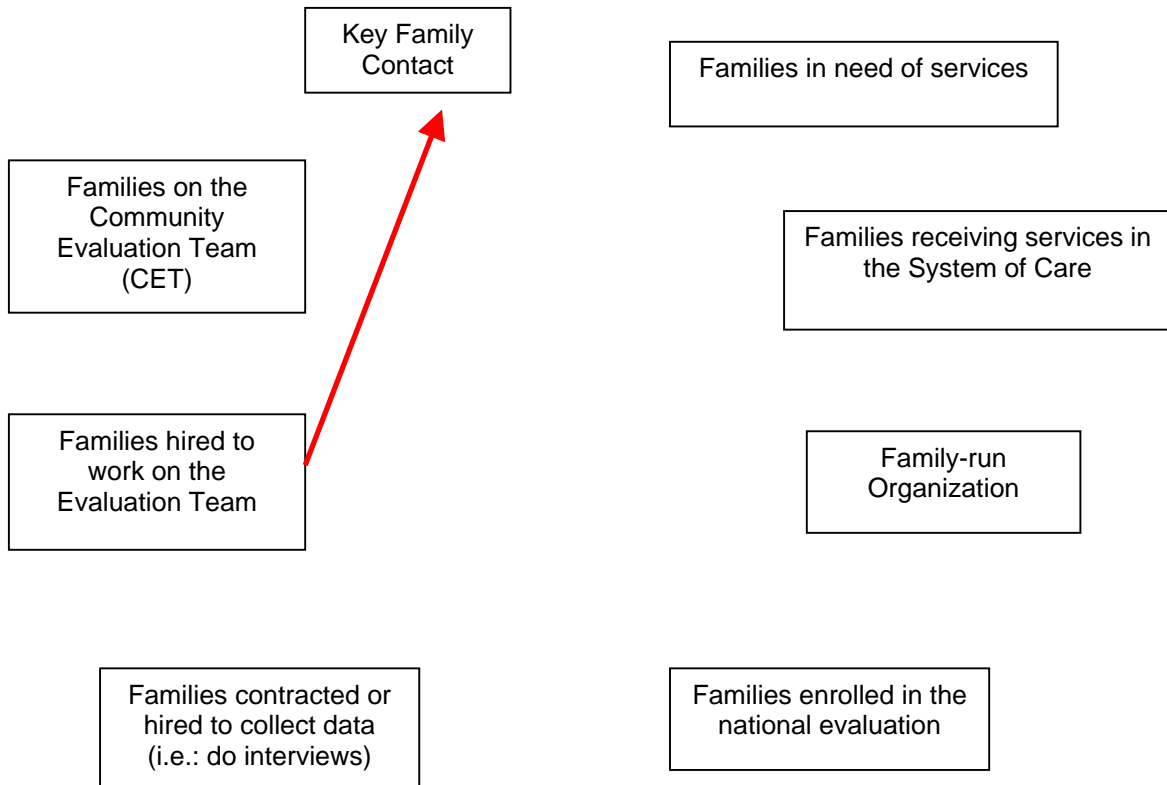 Key Family
Contact
Families in need of services
Families on the
Community
Evaluation Team
(CET)
Families receiving services in
the System of Care
Families hired to
work on the
Evaluation Team
Family-run
Organization
Families contracted or
hired to collect data
(i.e.: do interviews)
Families enrolled in the
national evaluation